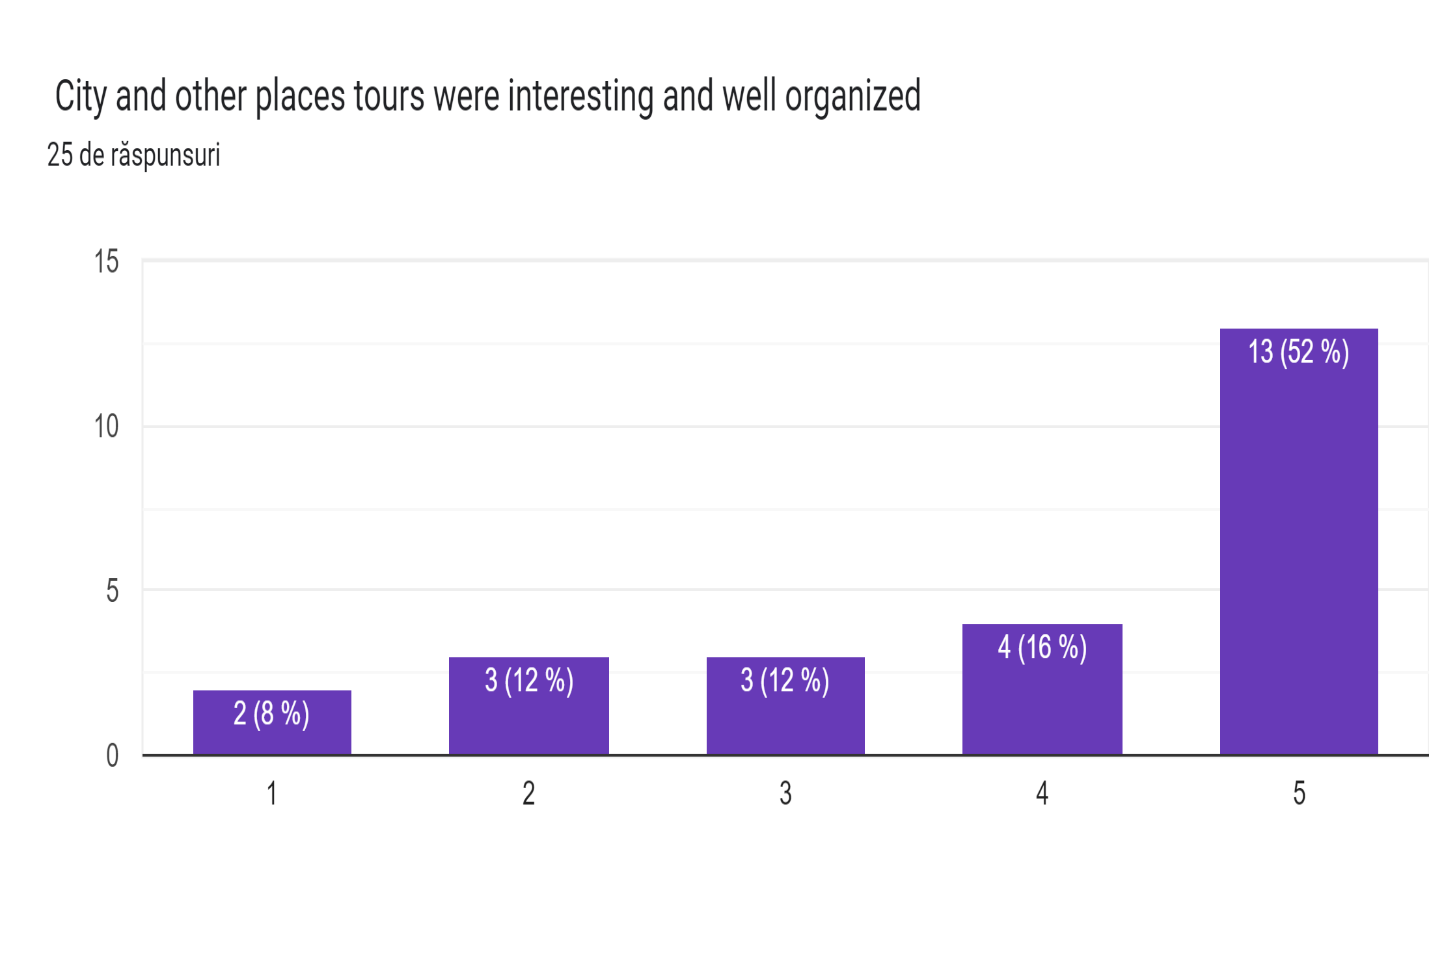 City and other places tours were interesting and well organized
25 de răspunsuri
15
10
5
0
2 (8 %)
3 (12 %)
3 (12 %)
4 (16 %)
13 (52 %)
1
2
3
4
5